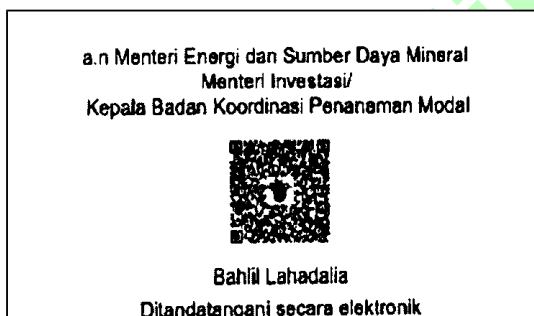 a.n Menteri Energi dan Sumber Daya Mineral
Menteri Investasi/
Kepala Badan Koordinasi Penanaman Modal
Bahlil Lahadalia
Ditandatangani secara elektronik